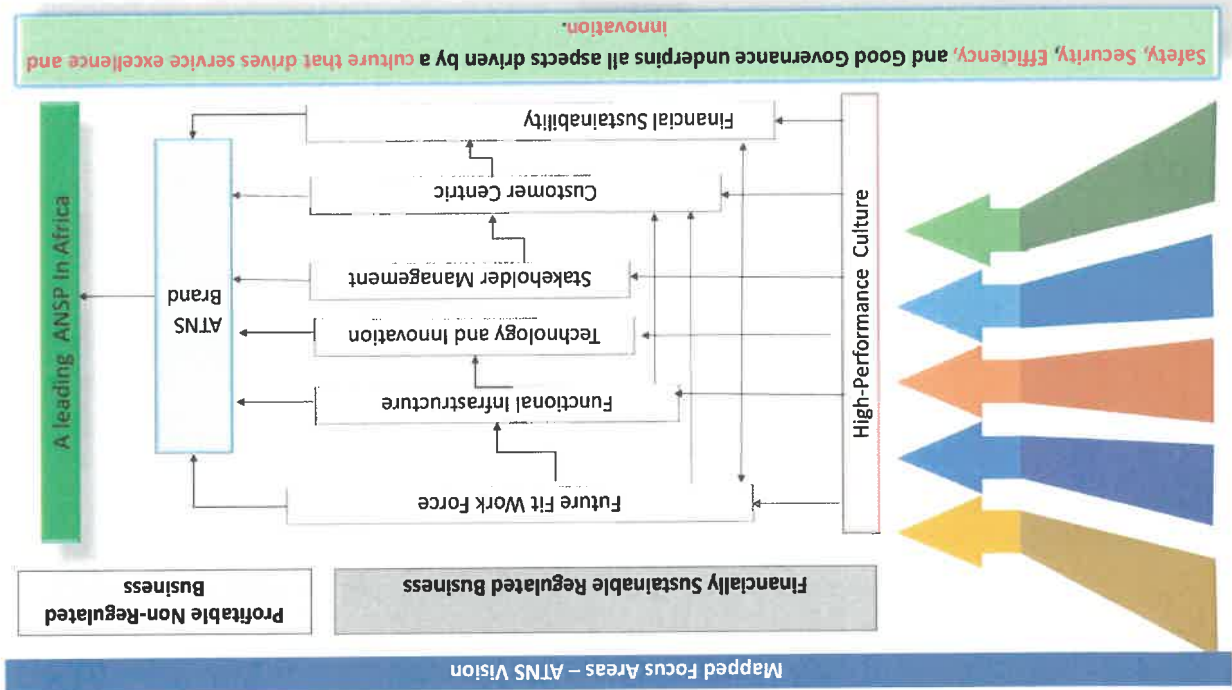 Mapped Focus Areas – ATNS Vision
Financially Sustainable Regulated Business
Profitable Non-Regulated
Business
High-Performance Culture
Future Fit Work Force
Functional Infrastructure
Technology and Innovation
Stakeholder Management
Customer Centric
Financial Sustainability
ATNS
Brand
A leading ANSP In Africa
Safety, Security, Efficiency, and Good Governance underpins all aspects driven by a culture that drives service excellence and
innovation.